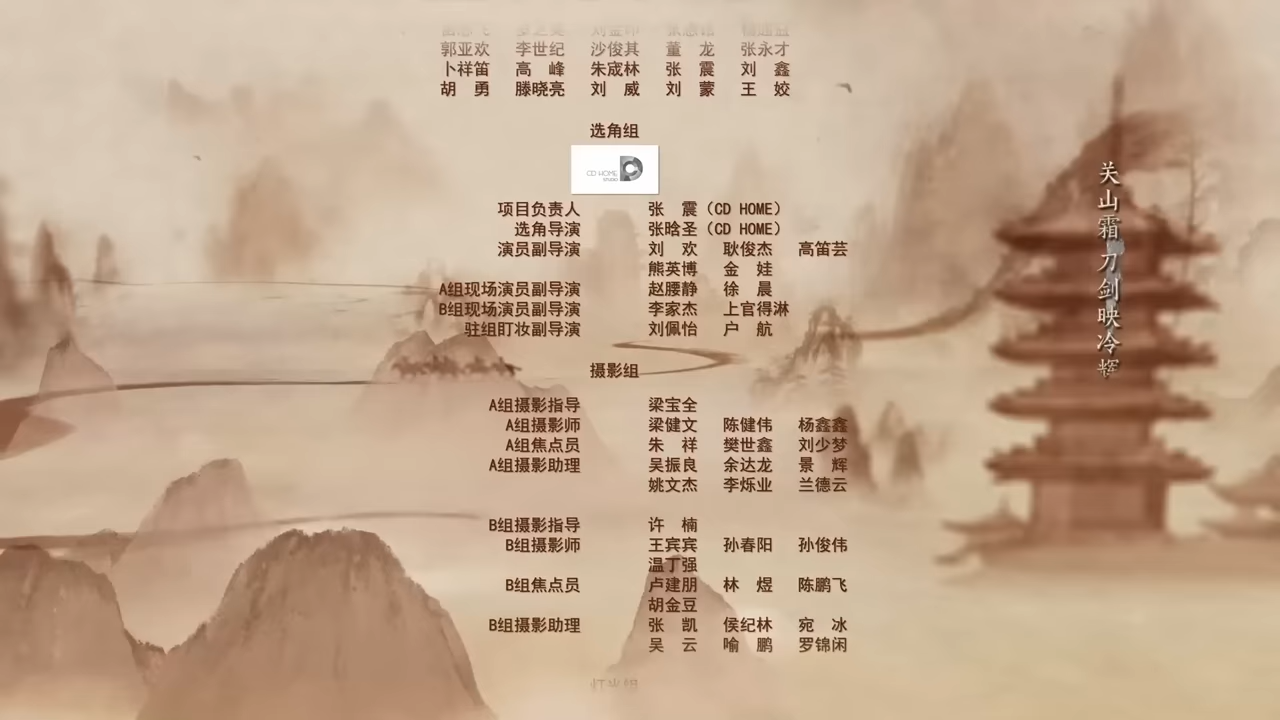 郭亚欢 李世纪 沙俊其 董 龙 张永才
卜祥笛 高 峰 朱宬林 张 震 刘 鑫
胡 勇 滕晓亮 刘 威 刘 蒙 王 姣
选角组
CD HOME
STUDIO
项目负责人 张 震（CD HOME）
选角导演 张晗圣（CD HOME）
演员副导演 刘 欢 耿俊杰 高笛芸
熊英博 金 娃
A组现场演员副导演 赵腰静 徐 晨
B组现场演员副导演 李家杰 上官得淋
驻组盯妆副导演 刘佩怡 户 航
摄影组
A组摄影指导 梁宝全
A组摄影师 梁健文 陈健伟 杨鑫鑫
A组焦点员 朱 祥 樊世鑫 刘少梦
A组摄影助理 吴振良 余达龙 景 辉
姚文杰 李烁业 兰德云
B组摄影指导 许 楠
B组摄影师 王宾宾 孙春阳 孙俊伟
温丁强
B组焦点员 卢建朋 林 煜 陈鹏飞
胡金豆
B组摄影助理 张 凯 侯纪林 宛 冰
吴 云 喻 鹏 罗锦闲
灯光组
关山霜刀剑映冷辉